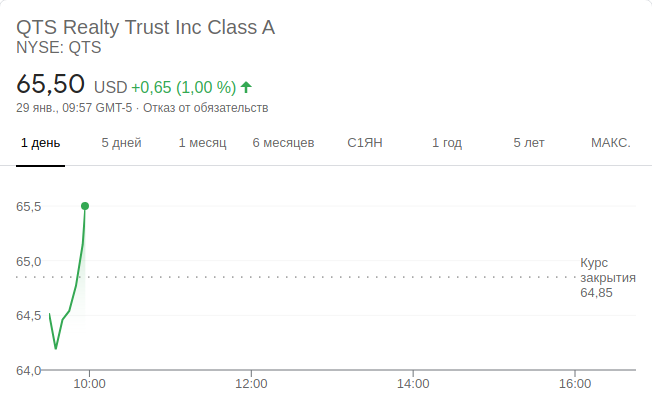 QTS Realty Trust Inc Class A
NYSE: QTS
65,50 USD +0,65 (1,00 %)
29 янв., 09:57 GMT-5 · Отказ от обязательств
1 день 5 дней 1 месяц 6 месяцев С1ЯН 1 год 5 лет МАКС.
65,5
65,0
64,5
64,0
Курс
закрытия
64,85
10:00 12:00 14:00 16:00